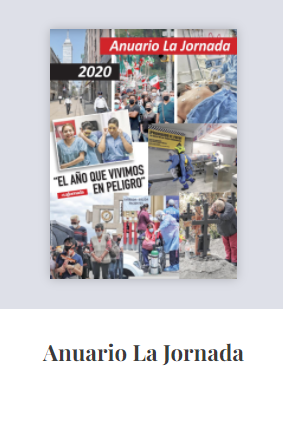 Anuario La Jornada
2020
"EL AÑO QUE VIVIMOS
EN PELIGRO"
Anuario La Jornada